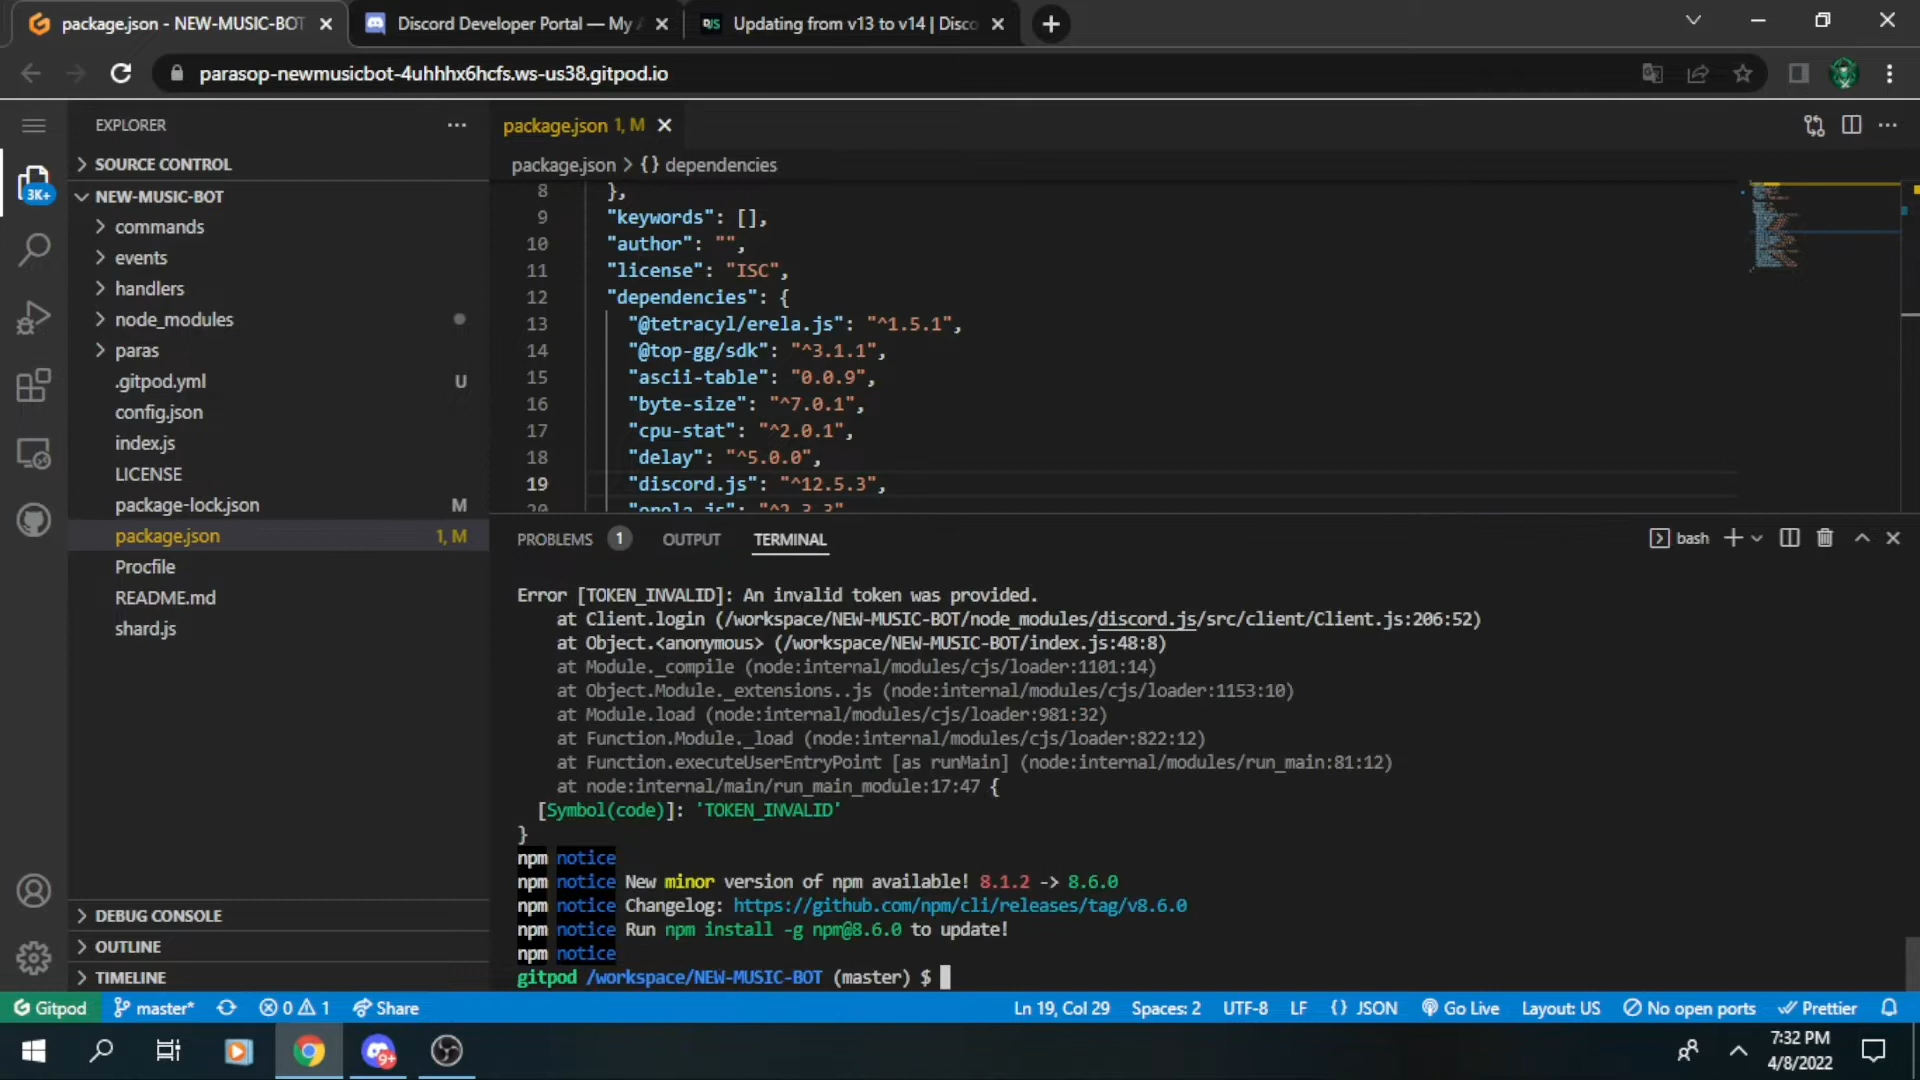 package.json - NEW-MUSIC-BOT
Discord Developer Portal — My A
DJS
Updating from v13 to v14 | Disco
parasop-newmusicbot-4uhhhx6hcfs.ws-us38.gitpod.io
EXPLORER
SOURCE CONTROL
3K+
NEW-MUSIC-BOT
commands
events
handlers
node_modules
paras
.gitpod.yml U
config.json
index.js
LICENSE
package-lock.json M
package.json 1, M
Procfile
README.md
shard.js
DEBUG CONSOLE
OUTLINE
TIMELINE
package.json 1, M
package.json > {} dependencies
8 },
9 "keywords": [],
10 "author": "",
11 "license": "ISC",
12 "dependencies": {
13 "@tetracyl/erela.js": "^1.5.1",
14 "@top-gg/sdk": "^3.1.1",
15 "ascii-table": "0.0.9",
16 "byte-size": "^7.0.1",
17 "cpu-stat": "^2.0.1",
18 "delay": "^5.0.0",
19 "discord.js": "^12.5.3",
20 "erela.js": "^2.3.3"
PROBLEMS 1 OUTPUT TERMINAL
bash
Error [TOKEN_INVALID]: An invalid token was provided.
at Client.login (/workspace/NEW-MUSIC-BOT/node_modules/discord.js/src/client/Client.js:206:52)
at Object.<anonymous> (/workspace/NEW-MUSIC-BOT/index.js:48:8)
at Module._compile (node:internal/modules/cjs/loader:1101:14)
at Object.Module._extensions..js (node:internal/modules/cjs/loader:1153:10)
at Module.load (node:internal/modules/cjs/loader:981:32)
at Function.Module._load (node:internal/modules/cjs/loader:822:12)
at Function.executeUserEntryPoint [as runMain] (node:internal/modules/run_main:81:12)
at node:internal/main/run_main_module:17:47 {
[Symbol(code)]: 'TOKEN_INVALID'
}
npm notice
npm notice New minor version of npm available! 8.1.2 -> 8.6.0
npm notice Changelog: https://github.com/npm/cli/releases/tag/v8.6.0
npm notice Run npm install -g npm@8.6.0 to update!
npm notice
gitpod /workspace/NEW-MUSIC-BOT (master) $
Gitpod master* 0 1 Share
Ln 19, Col 29 Spaces: 2 UTF-8 LF {} JSON Go Live Layout: US No open ports Prettier
9+
7:32 PM
4/8/2022